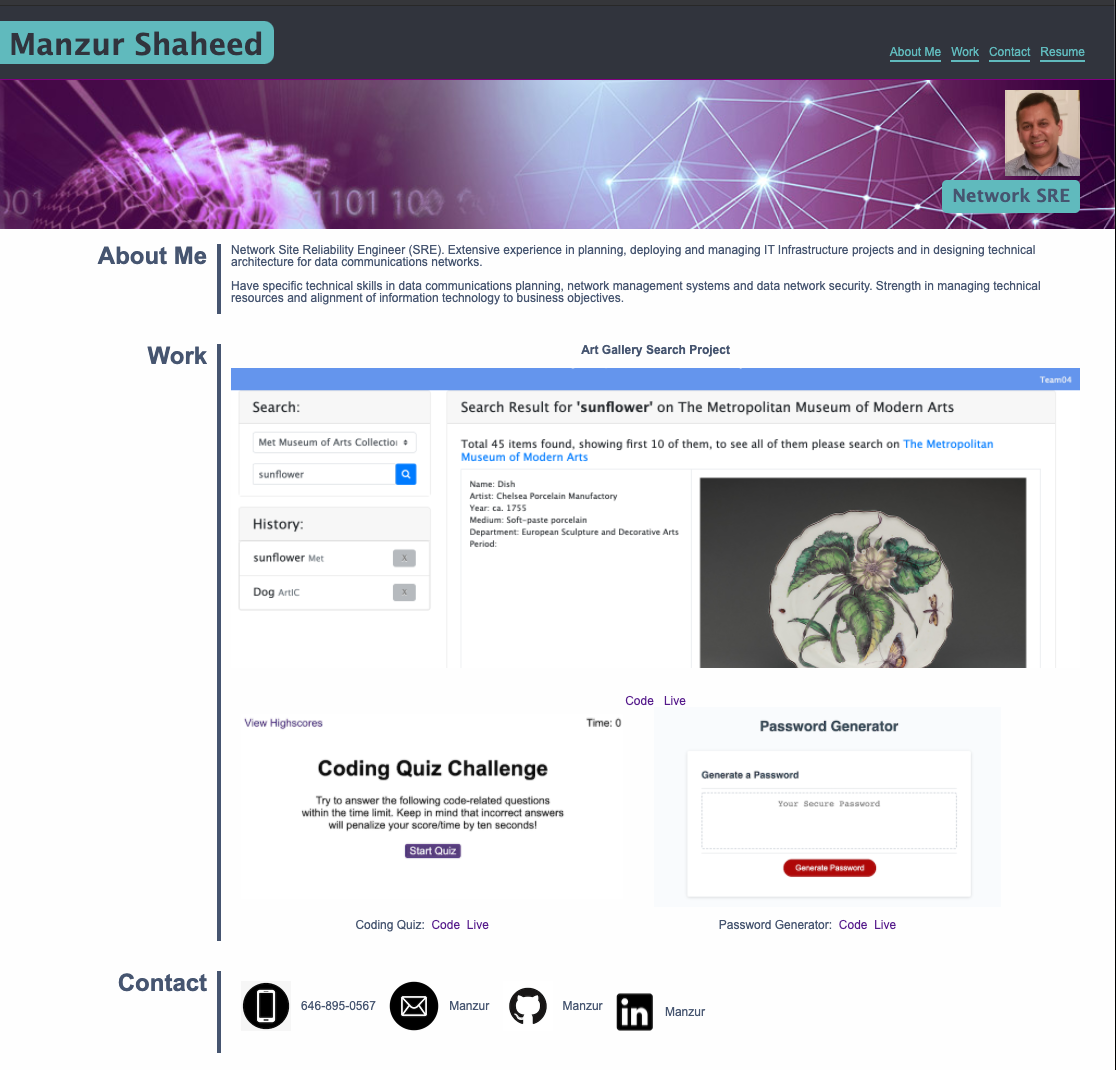 Manzur Shaheed
About Me Work Contact Resume
1101 100
Network SRE
About Me
Network Site Reliability Engineer (SRE). Extensive experience in planning, deploying and managing IT Infrastructure projects and in designing technical
architecture for data communications networks.
Have specific technical skills in data communications planning, network management systems and data network security. Strength in managing technical
resources and alignment of information technology to business objectives.
Work
Art Gallery Search Project
Team04
Search:
Met Museum of Arts Collectio
sunflower
History:
sunflower Met X
Dog ArtIC X
Search Result for 'sunflower' on The Metropolitan Museum of Modern Arts
Total 45 items found, showing first 10 of them, to see all of them please search on The Metropolitan
Museum of Modern Arts
Name: Dish
Artist: Chelsea Porcelain Manufactory
Year: ca. 1755
Medium: Soft-paste porcelain
Department: European Sculpture and Decorative Arts
Period:
Code Live
View Highscores Time: 0
Coding Quiz Challenge
Try to answer the following code-related questions
within the time limit. Keep in mind that incorrect answers
will penalize your score/time by ten seconds!
Start Quiz
Password Generator
Generate a Password
Your Secure Password
Generate Password
Coding Quiz: Code Live
Password Generator: Code Live
Contact
646-895-0567 Manzur Manzur in Manzur